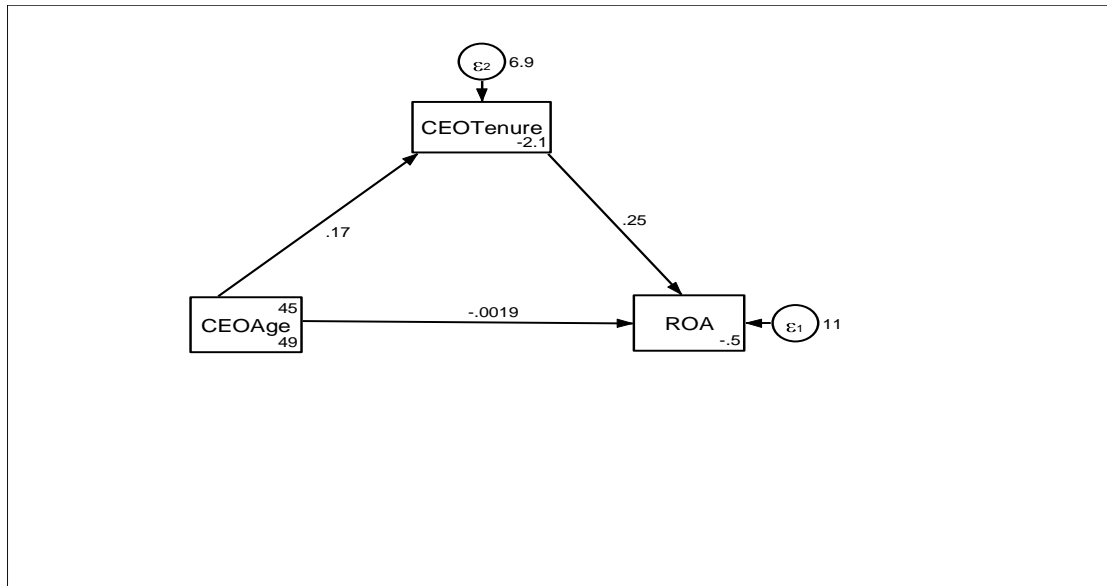 ε2 6.9
CEOTenure
-2.1
.17
.25
45
CEOAge
49
-.0019
ROA
-.5
ε1 11